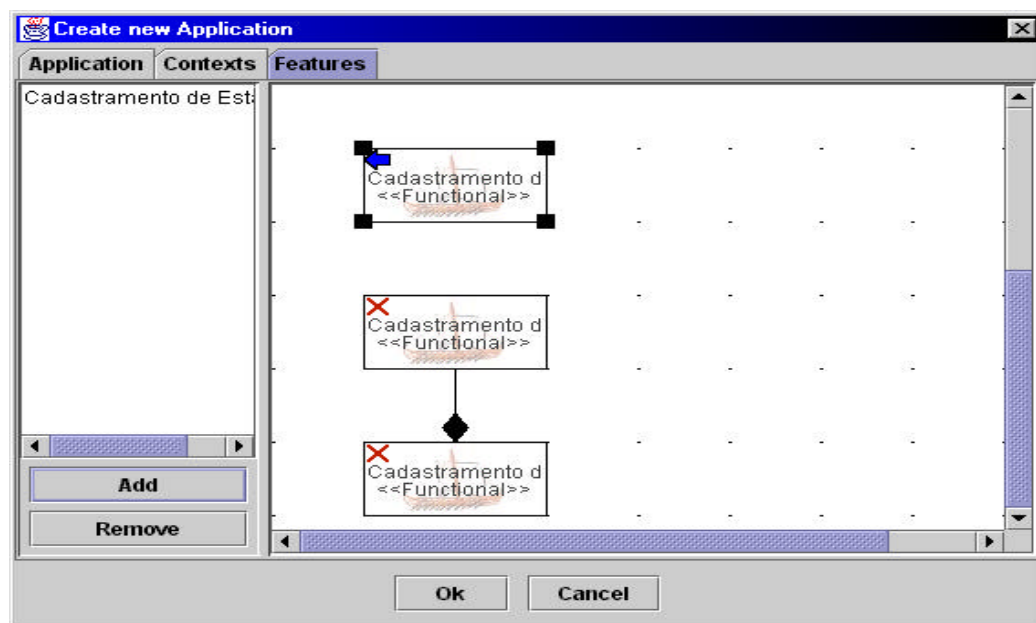 Create new Application
Application Contexts Features
Cadastramento de Est
Cadastramento d
<<Functional>>
Cadastramento d
<<Functional>>
Cadastramento d
<<Functional>>
Add
Remove
Ok Cancel